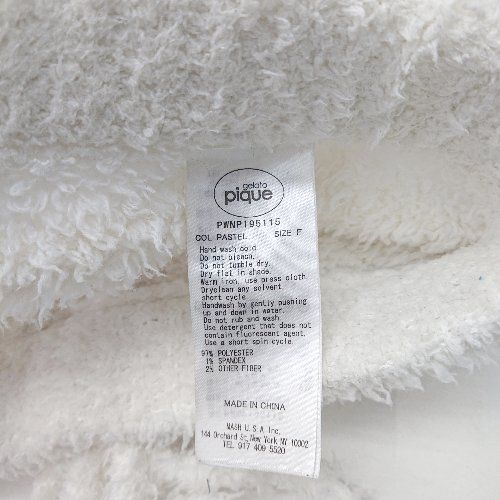 gelato
pique
PWNP195115
COL PASTEL SIZE F
Hand wash cold
Do not bleach.
Do not tumble dry.
Dry flat in shade.
Warm iron, use press cloth
Dryclean any solvent
short cycle
Handwash by gently pushing
up and down in water.
Do not rub and wash.
Use detergent that does not
contain fluorescent agent.
Use a short spin cycle.
97% POLYESTER
1% SPANDEX
2% OTHER FIBER
MADE IN CHINA
MASH U.S.A. Inc.
144 Orchard St, New York NY 10002
TEL 917 409 5520